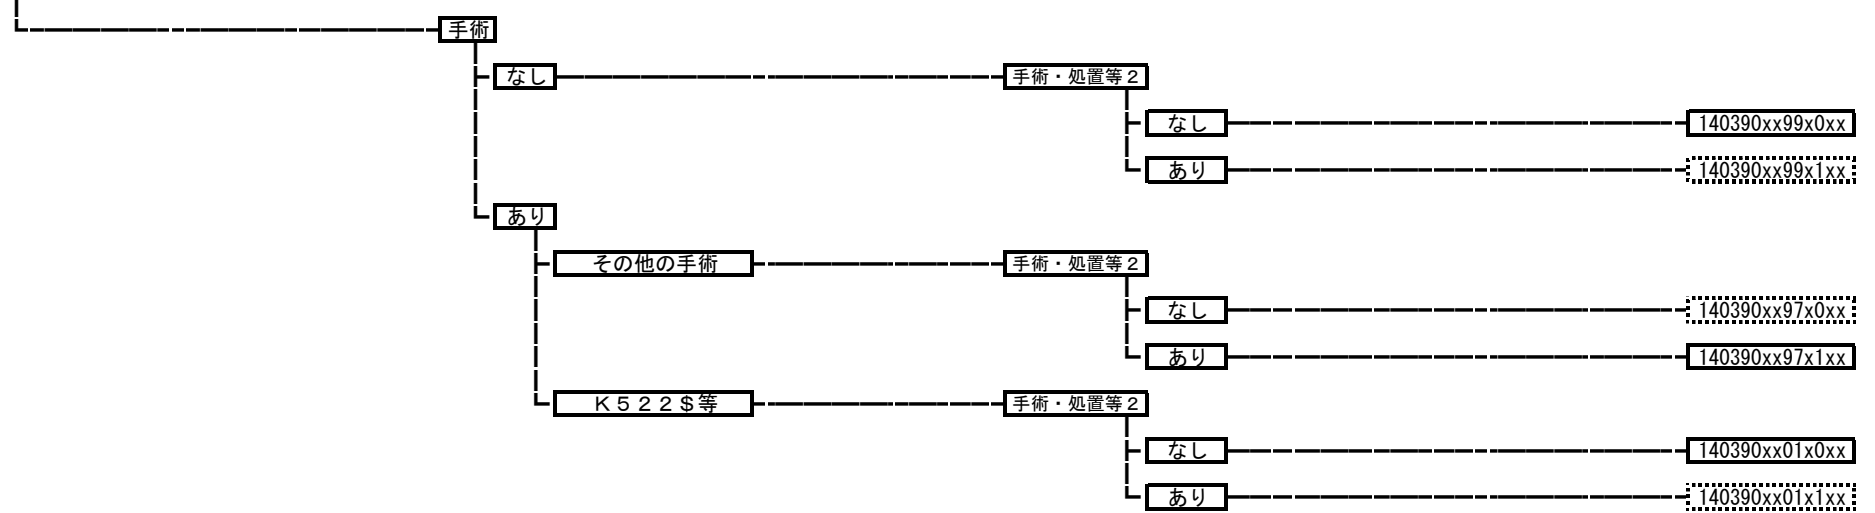 手術
なし 手術・処置等２
なし 140390xx99x0xx
あり 140390xx99x1xx
あり
その他の手術 手術・処置等２
なし 140390xx97x0xx
あり 140390xx97x1xx
Ｋ５２２＄等 手術・処置等２
なし 140390xx01x0xx
あり 140390xx01x1xx